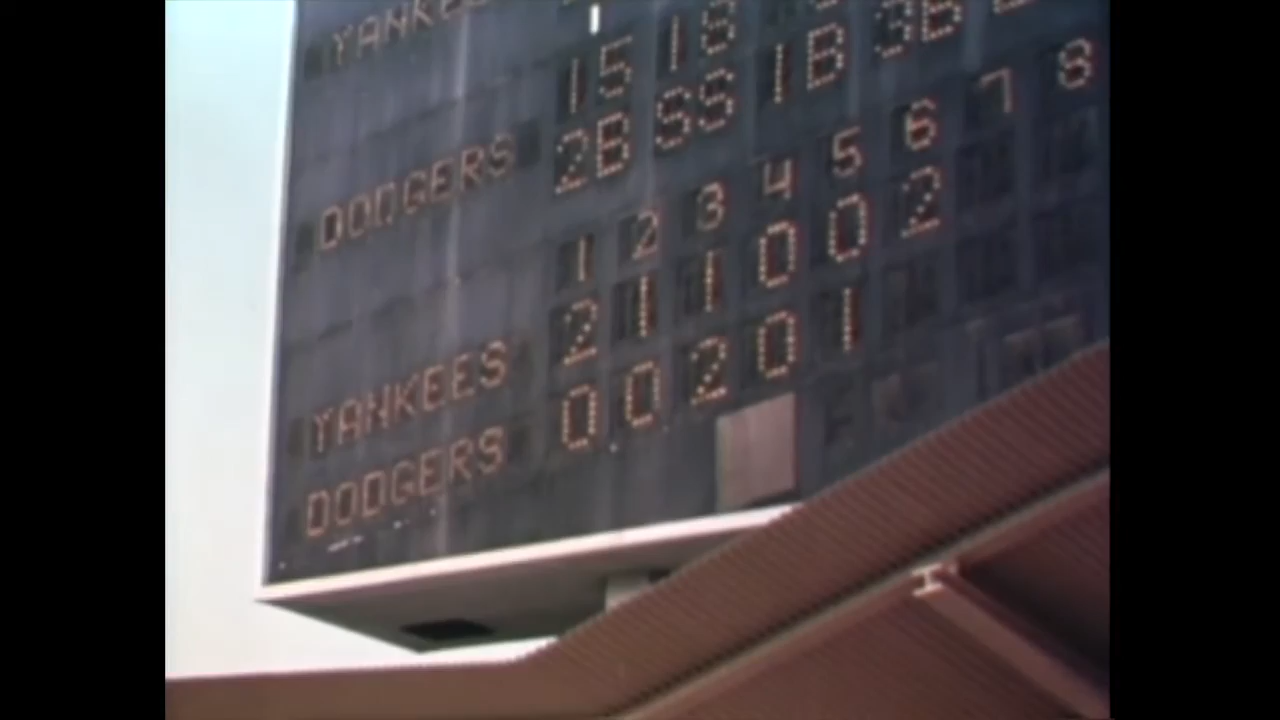 YANKEES
15 18
DODGERS 2B SS 1B 3B
1 2 3 4 5 6 7 8
YANKEES 2 1 1 0 0 2
DODGERS 0 0 2 0 1